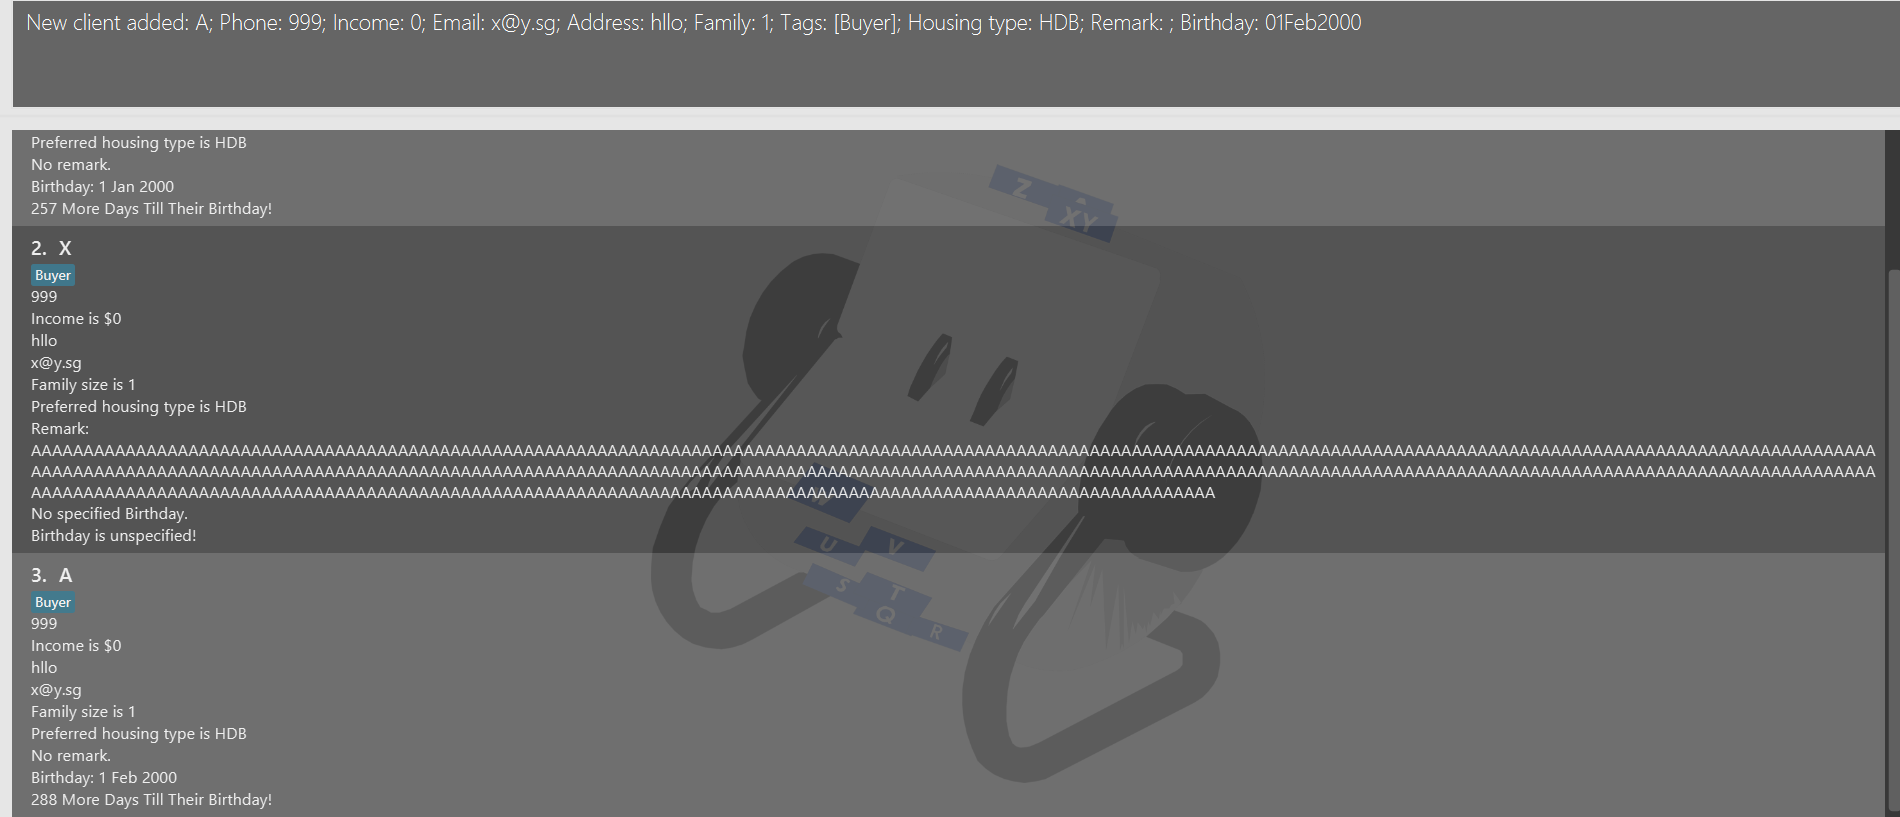 New client added: A; Phone: 999; Income: 0; Email: x@y.sg; Address: hllo; Family: 1; Tags: [Buyer]; Housing type: HDB; Remark: ; Birthday: 01Feb2000
Preferred housing type is HDB
No remark.
Birthday: 1 Jan 2000
257 More Days Till Their Birthday!
Z
XY
2. X
Buyer
999
Income is $0
hllo
x@y.sg
Family size is 1
Preferred housing type is HDB
Remark:
No specified Birthday.
Birthday is unspecified!
U V
S T
Q R
3. A
Buyer
999
Income is $0
hllo
x@y.sg
Family size is 1
Preferred housing type is HDB
No remark.
Birthday: 1 Feb 2000
288 More Days Till Their Birthday!